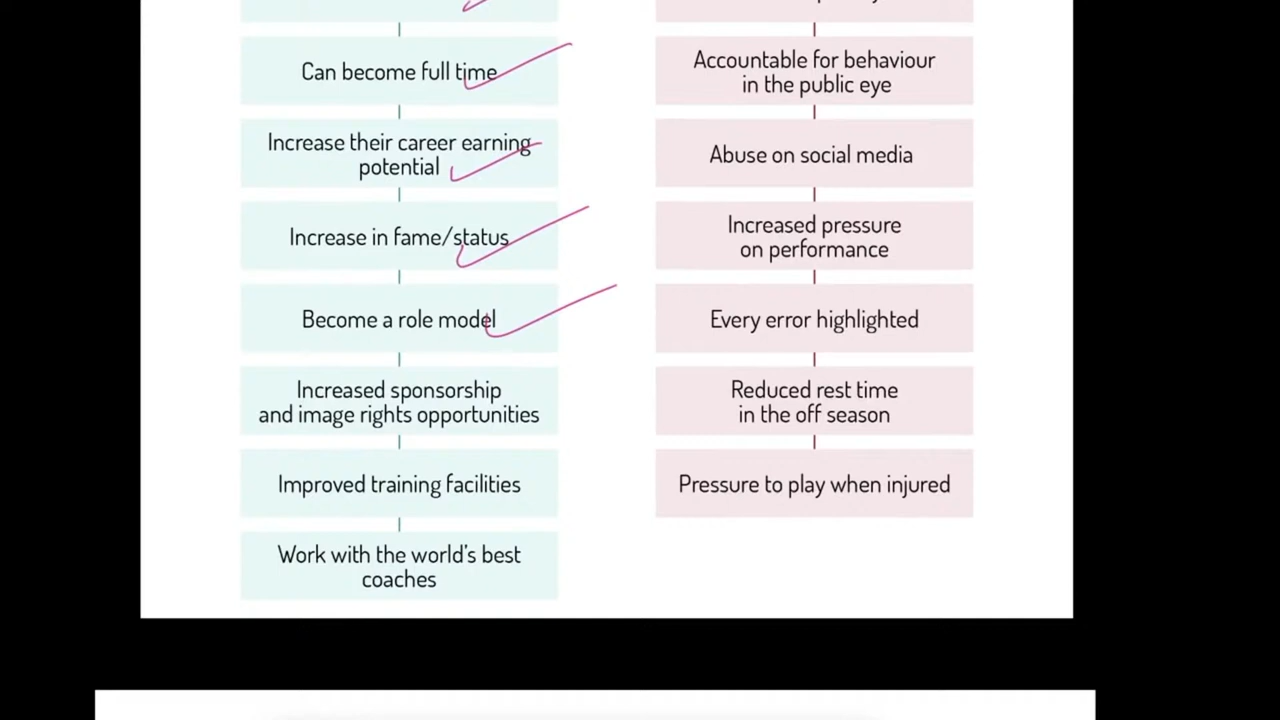 Can become full time
Increase their career earning
potential
Increase in fame/status
Become a role model
Increased sponsorship
and image rights opportunities
Improved training facilities
Work with the world's best
coaches
Accountable for behaviour
in the public eye
Abuse on social media
Increased pressure
on performance
Every error highlighted
Reduced rest time
in the off season
Pressure to play when injured